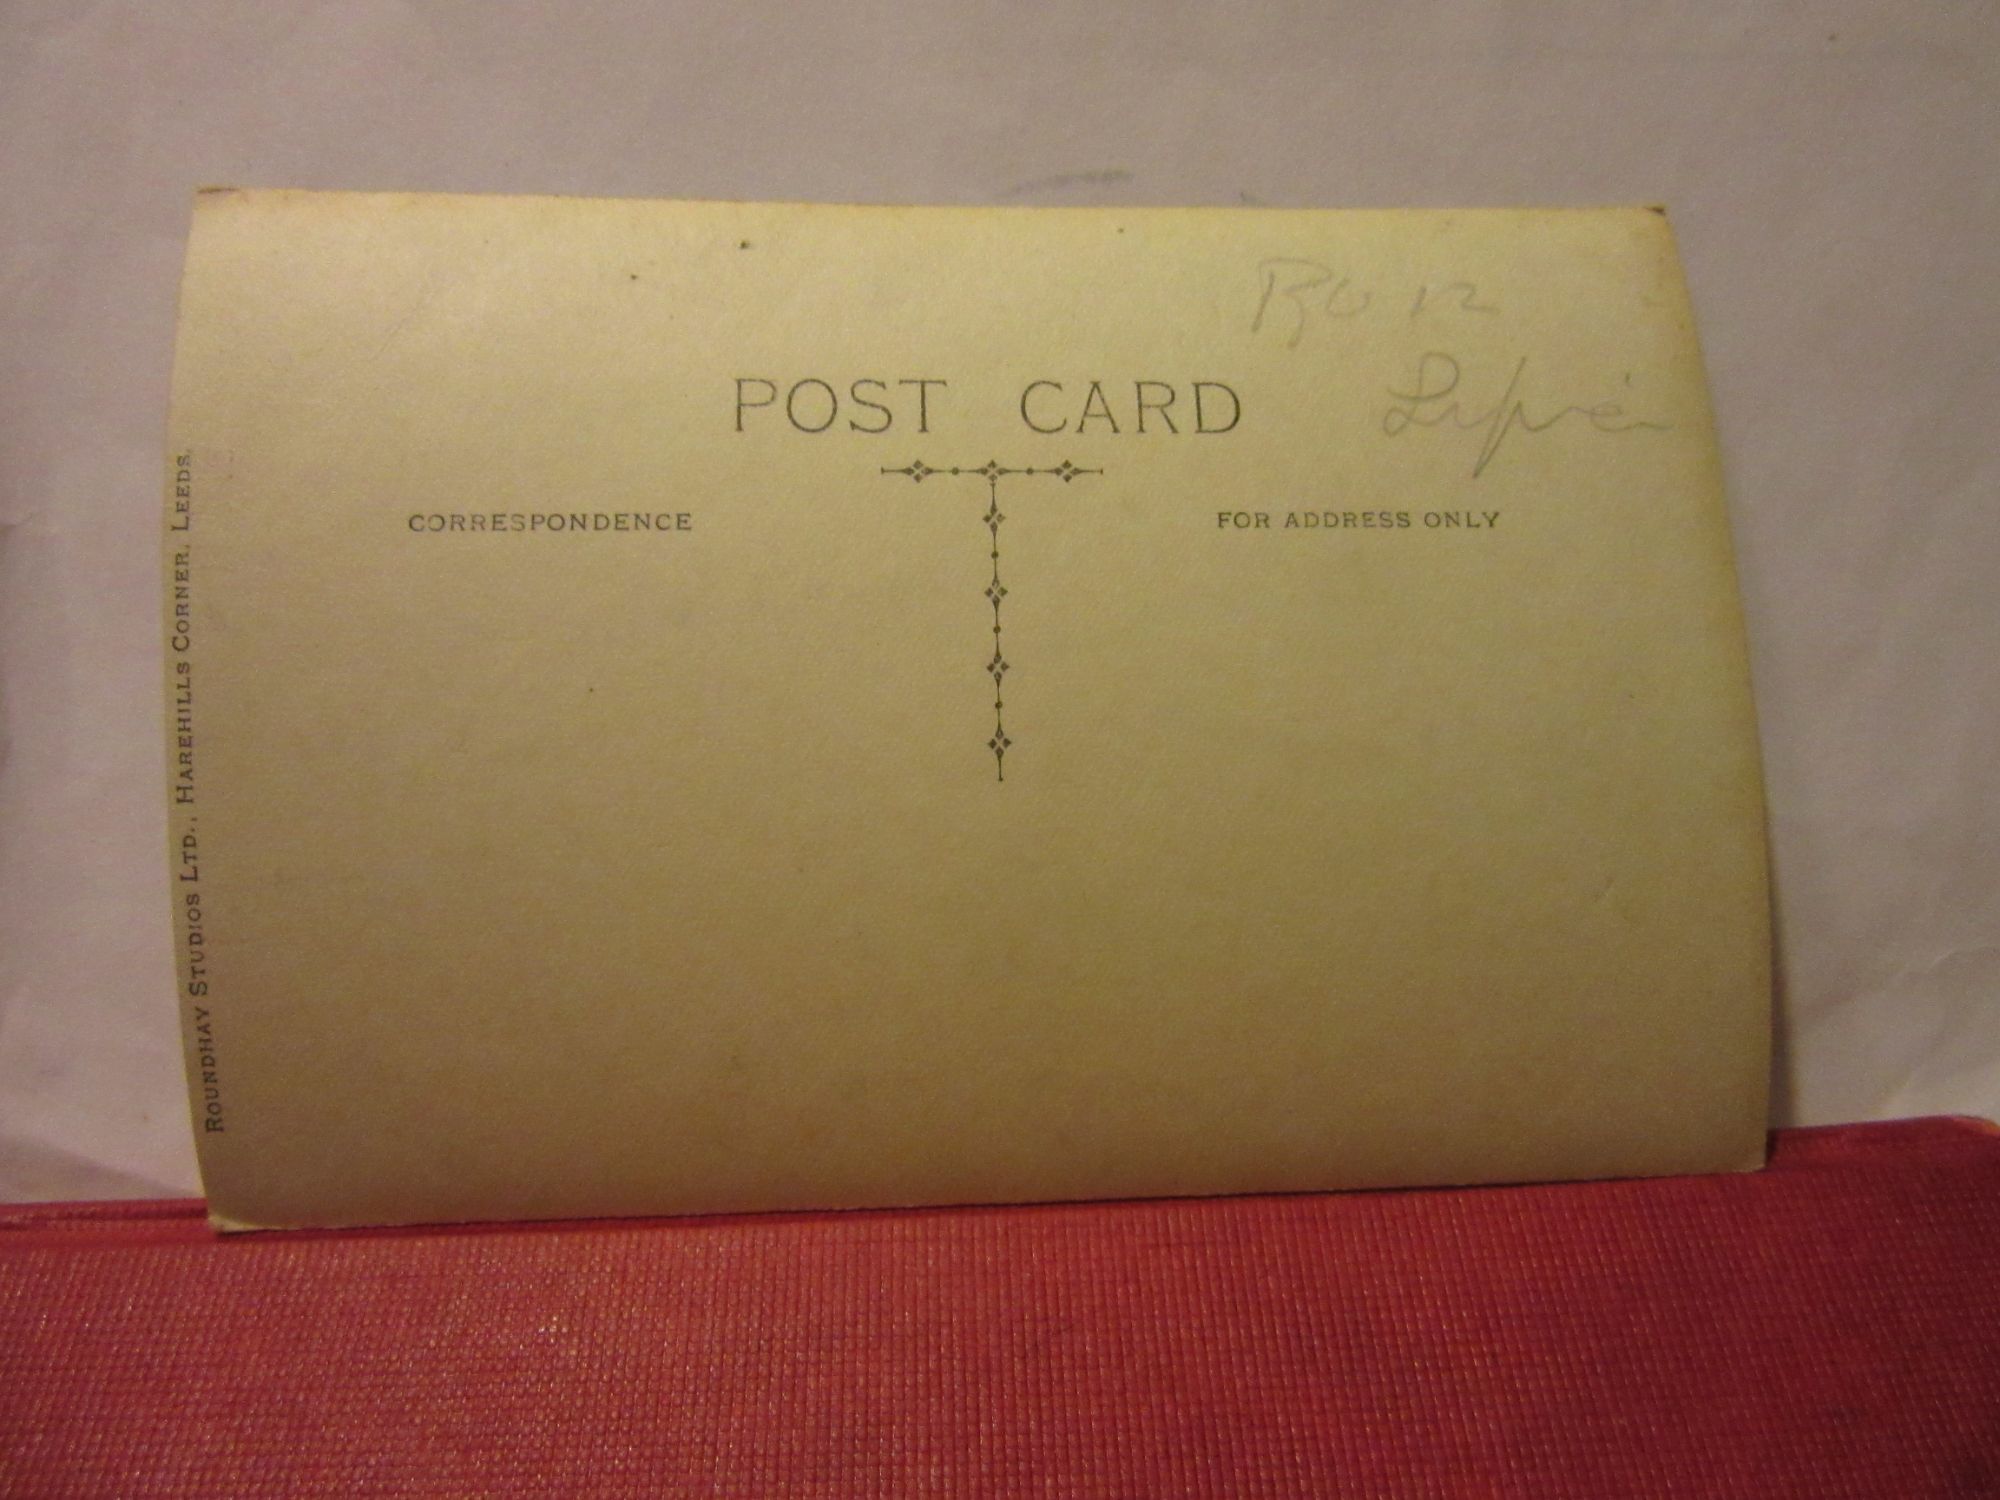 POST CARD
CORRESPONDENCE
FOR ADDRESS ONLY
ROUNDHAY STUDIOS LTD., HAREHILLS CORNER, LEEDS.